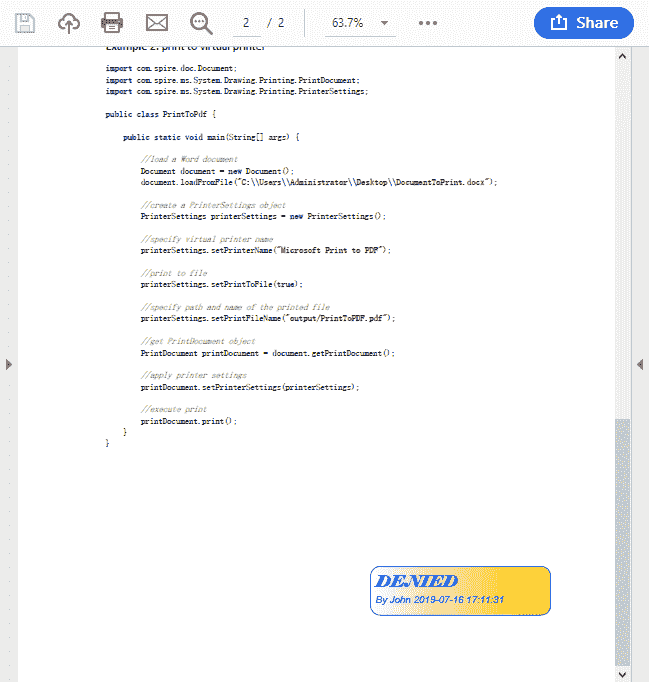 2 / 2
63.7%
Share
Example 2: print to virtual printer
import com.spire.doc.Document;
import com.spire.ms.System.Drawing.Printing.PrintDocument;
import com.spire.ms.System.Drawing.Printing.PrinterSettings;
public class PrintToPdf {
public static void main(String[] args) {
//load a Word document
Document document = new Document();
document.loadFromFile("C:\\Users\\Administrator\\Desktop\\DocumentToPrint.docx");
//create a PrinterSettings object
PrinterSettings printerSettings = new PrinterSettings();
//specify virtual printer name
printerSettings.setPrinterName("Microsoft Print to PDF");
//print to file
printerSettings.setPrintToFile(true);
//specify path and name of the printed file
printerSettings.setPrintFileName("output/PrintToPDF.pdf");
//get PrintDocument object
PrintDocument printDocument = document.getPrintDocument();
//apply printer settings
printDocument.setPrinterSettings(printerSettings);
//execute print
printDocument.print();
}
}
DENIED
By John 2019-07-16 17:11:31